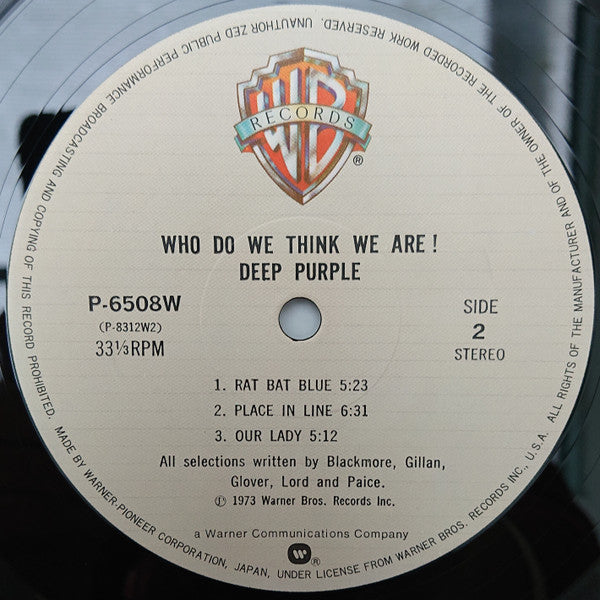 UNAUTHORIZED PUBLIC PERFORMANCE BROADCASTING AND COPYING OF THIS RECORD PROHIBITED.
ALL RIGHTS OF THE MANUFACTURER AND OF THE OWNER OF THE RECORDED WORK RESERVED.
WB
RECORDS
®
WHO DO WE THINK WE ARE!
DEEP PURPLE
P-6508W
(P-8312W2)
33⅓RPM
SIDE
2
STEREO
1. RAT BAT BLUE 5:23
2. PLACE IN LINE 6:31
3. OUR LADY 5:12
All selections written by Blackmore, Gillan,
Glover, Lord and Paice.
Ⓟ 1973 Warner Bros. Records Inc.
a Warner Communications Company
®
MADE BY WARNER-PIONEER CORPORATION, JAPAN, UNDER LICENSE FROM WARNER BROS. RECORDS INC., U.S.A.